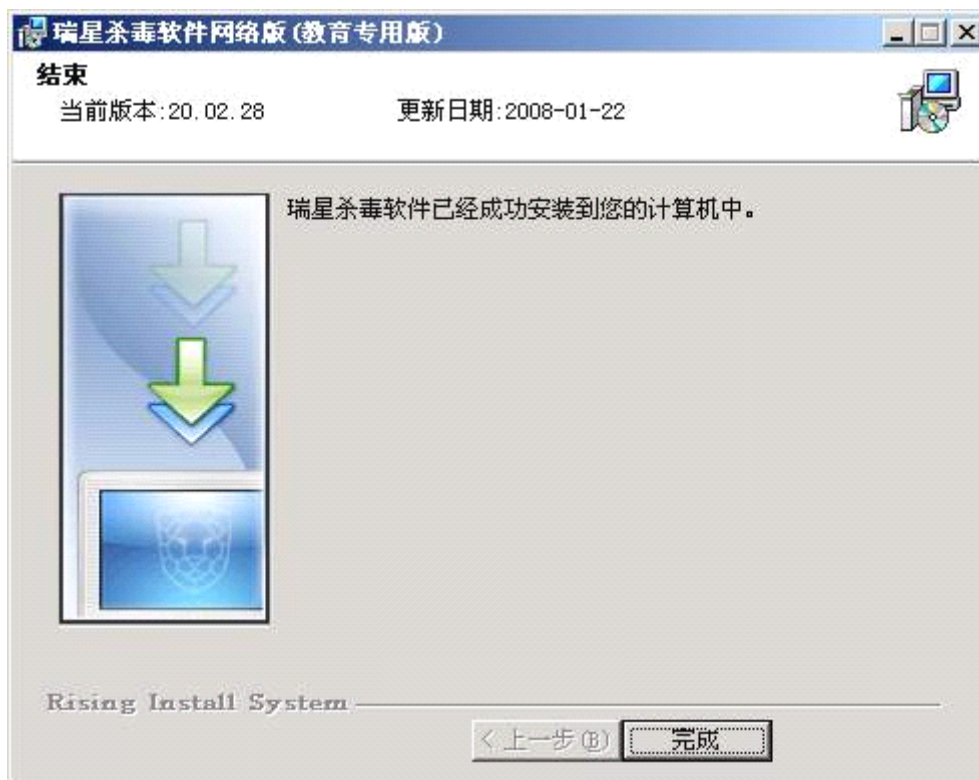 瑞星杀毒软件网络版(教育专用版)
结束
当前版本:20.02.28 更新日期:2008-01-22
瑞星杀毒软件已经成功安装到您的计算机中。
Rising Install System
<上一步(B) 完成